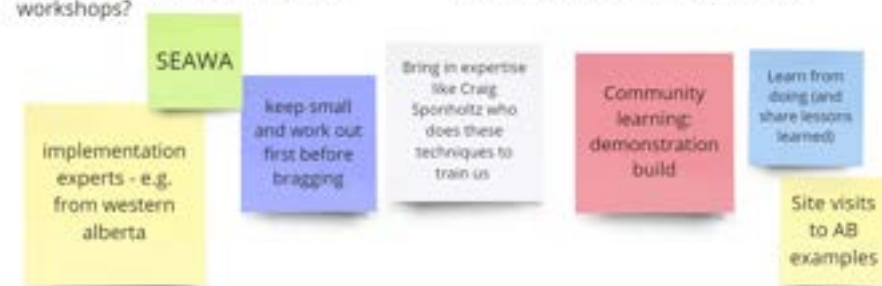 workshops?
SEAWA
implementation
experts - e.g.
from western
alberta
keep small
and work out
first before
bragging
Bring in expertise
like Craig
Sponholtz who
does these
techniques to
train us
Community
learning:
demonstration
build
Learn from
doing (and
share lessons
learned)
Site visits
to AB
examples